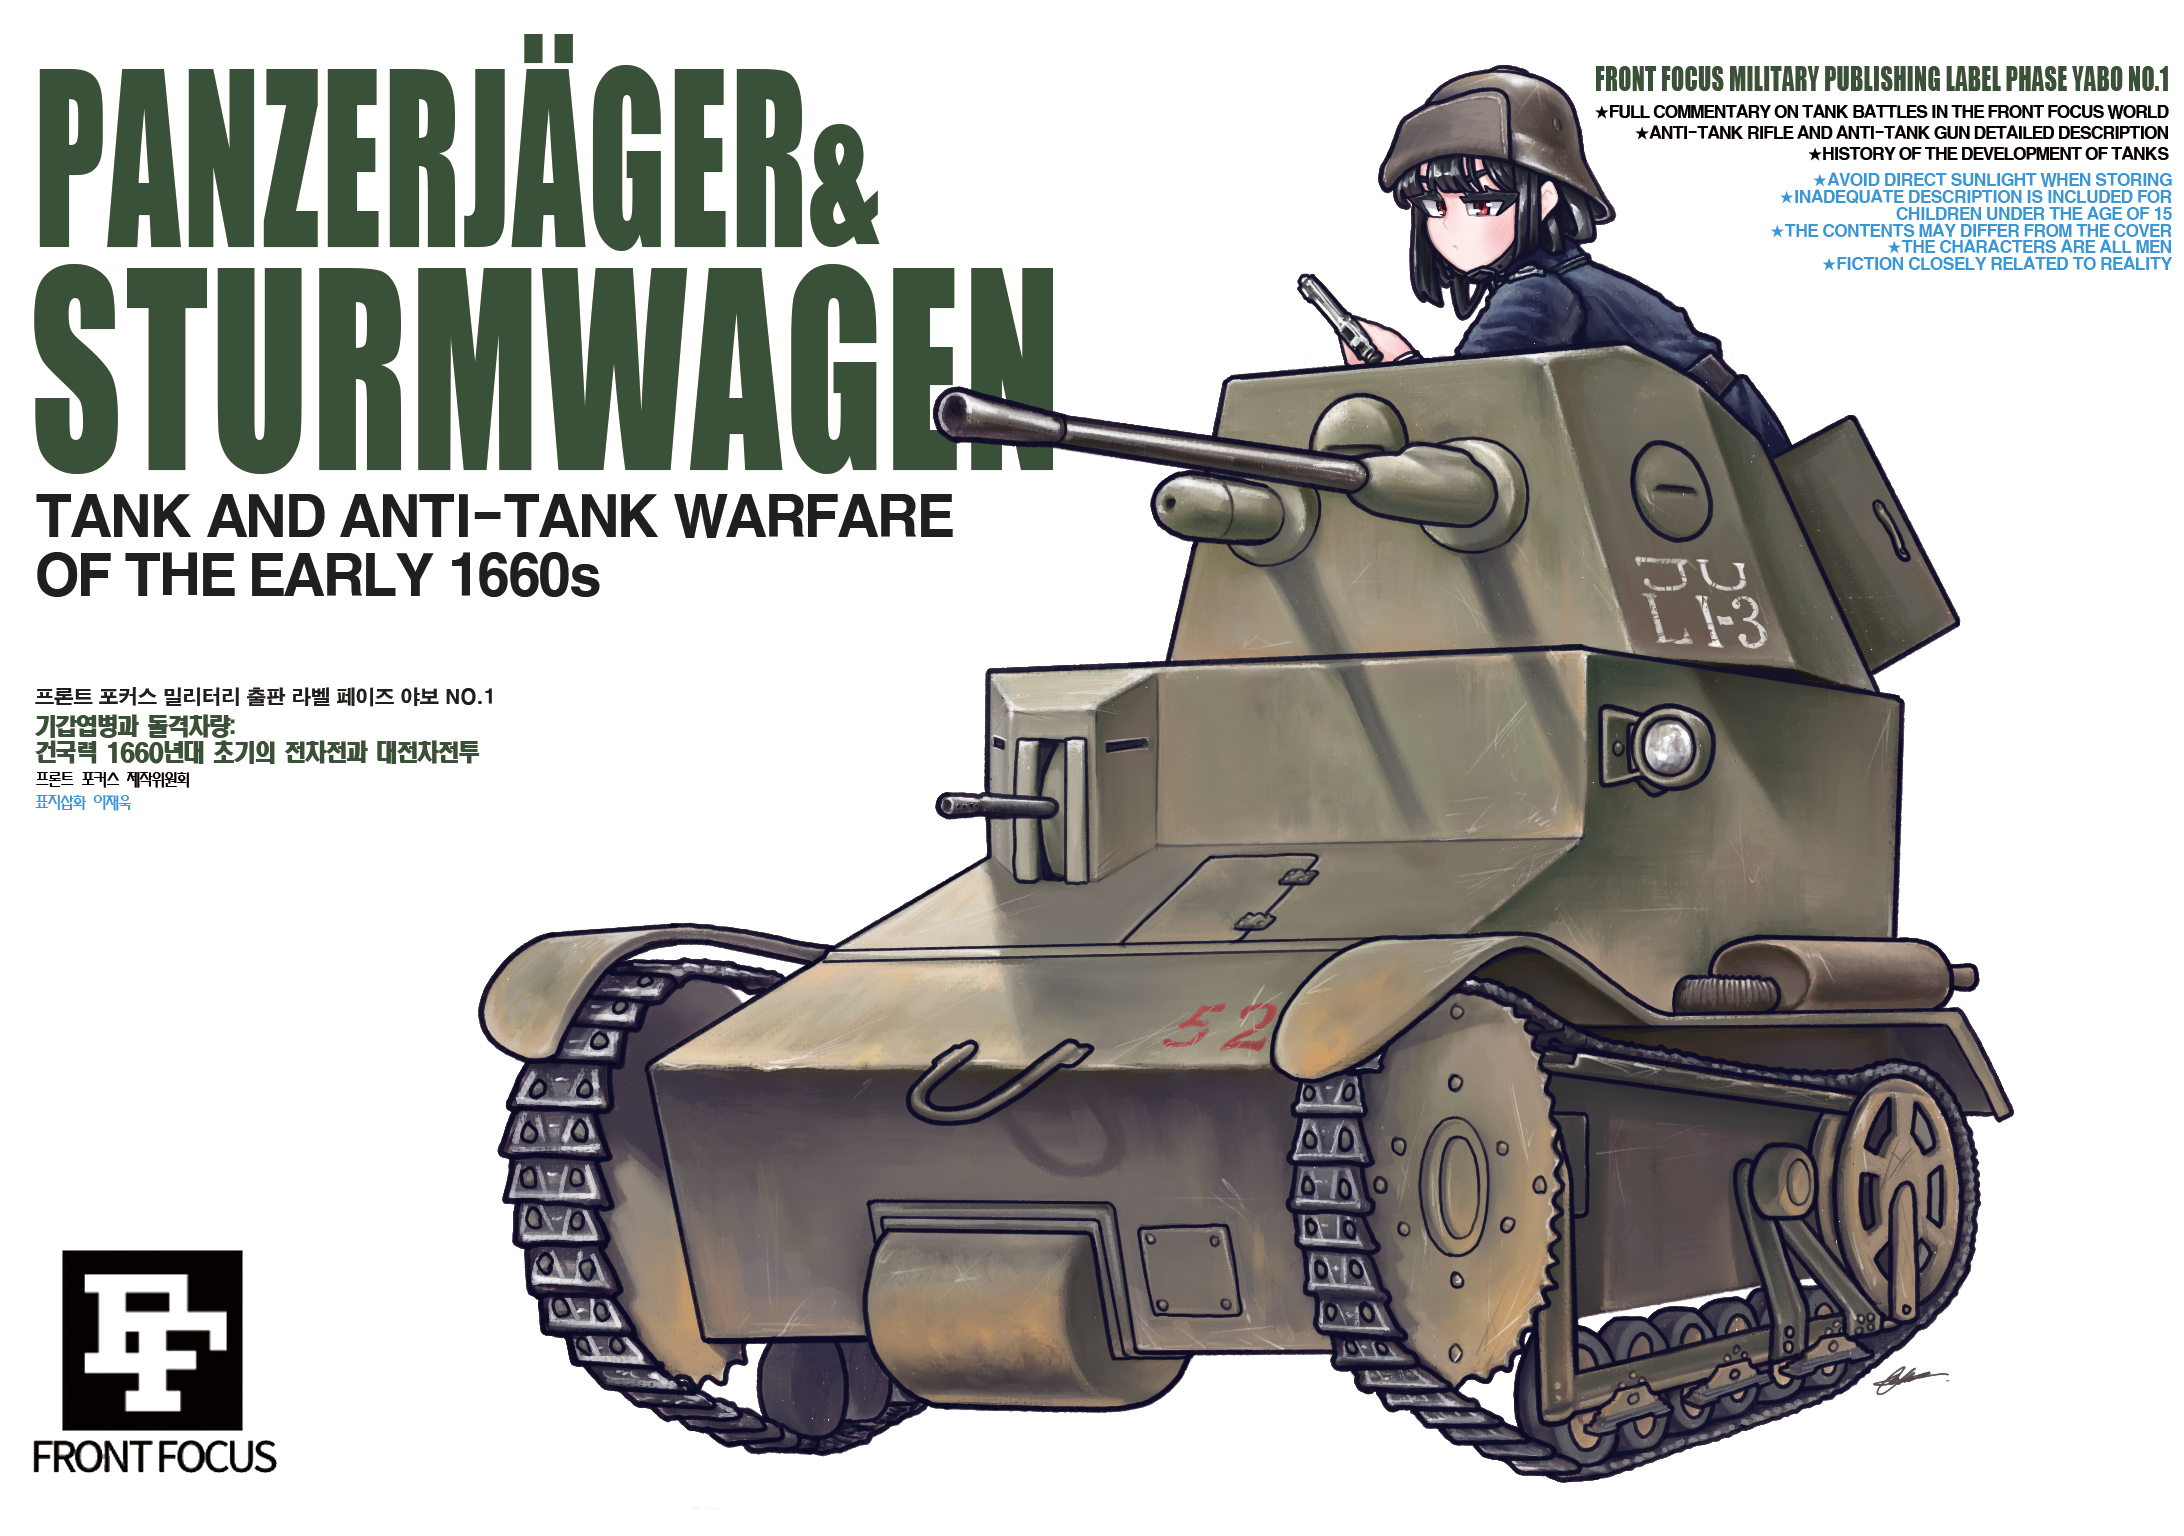 PANZERJÄGER&
STURMWAGEN
TANK AND ANTI-TANK WARFARE
OF THE EARLY 1660s
프론트 포커스 밀리터리 출판 라벨 페이즈 야보 NO.1
기갑엽병과 돌격차량:
건국력 1660년대 초기의 전차전과 대전차전투
프론트 포커스 제작위원회
표지삽화 이재욱
FRONT FOCUS MILITARY PUBLISHING LABEL PHASE YABO NO.1
★FULL COMMENTARY ON TANK BATTLES IN THE FRONT FOCUS WORLD
★ANTI-TANK RIFLE AND ANTI-TANK GUN DETAILED DESCRIPTION
★HISTORY OF THE DEVELOPMENT OF TANKS
★AVOID DIRECT SUNLIGHT WHEN STORING
★INADEQUATE DESCRIPTION IS INCLUDED FOR
CHILDREN UNDER THE AGE OF 15
★THE CONTENTS MAY DIFFER FROM THE COVER
★THE CHARACTERS ARE ALL MEN
★FICTION CLOSELY RELATED TO REALITY
JU
LI-3
52
FF
FRONT FOCUS